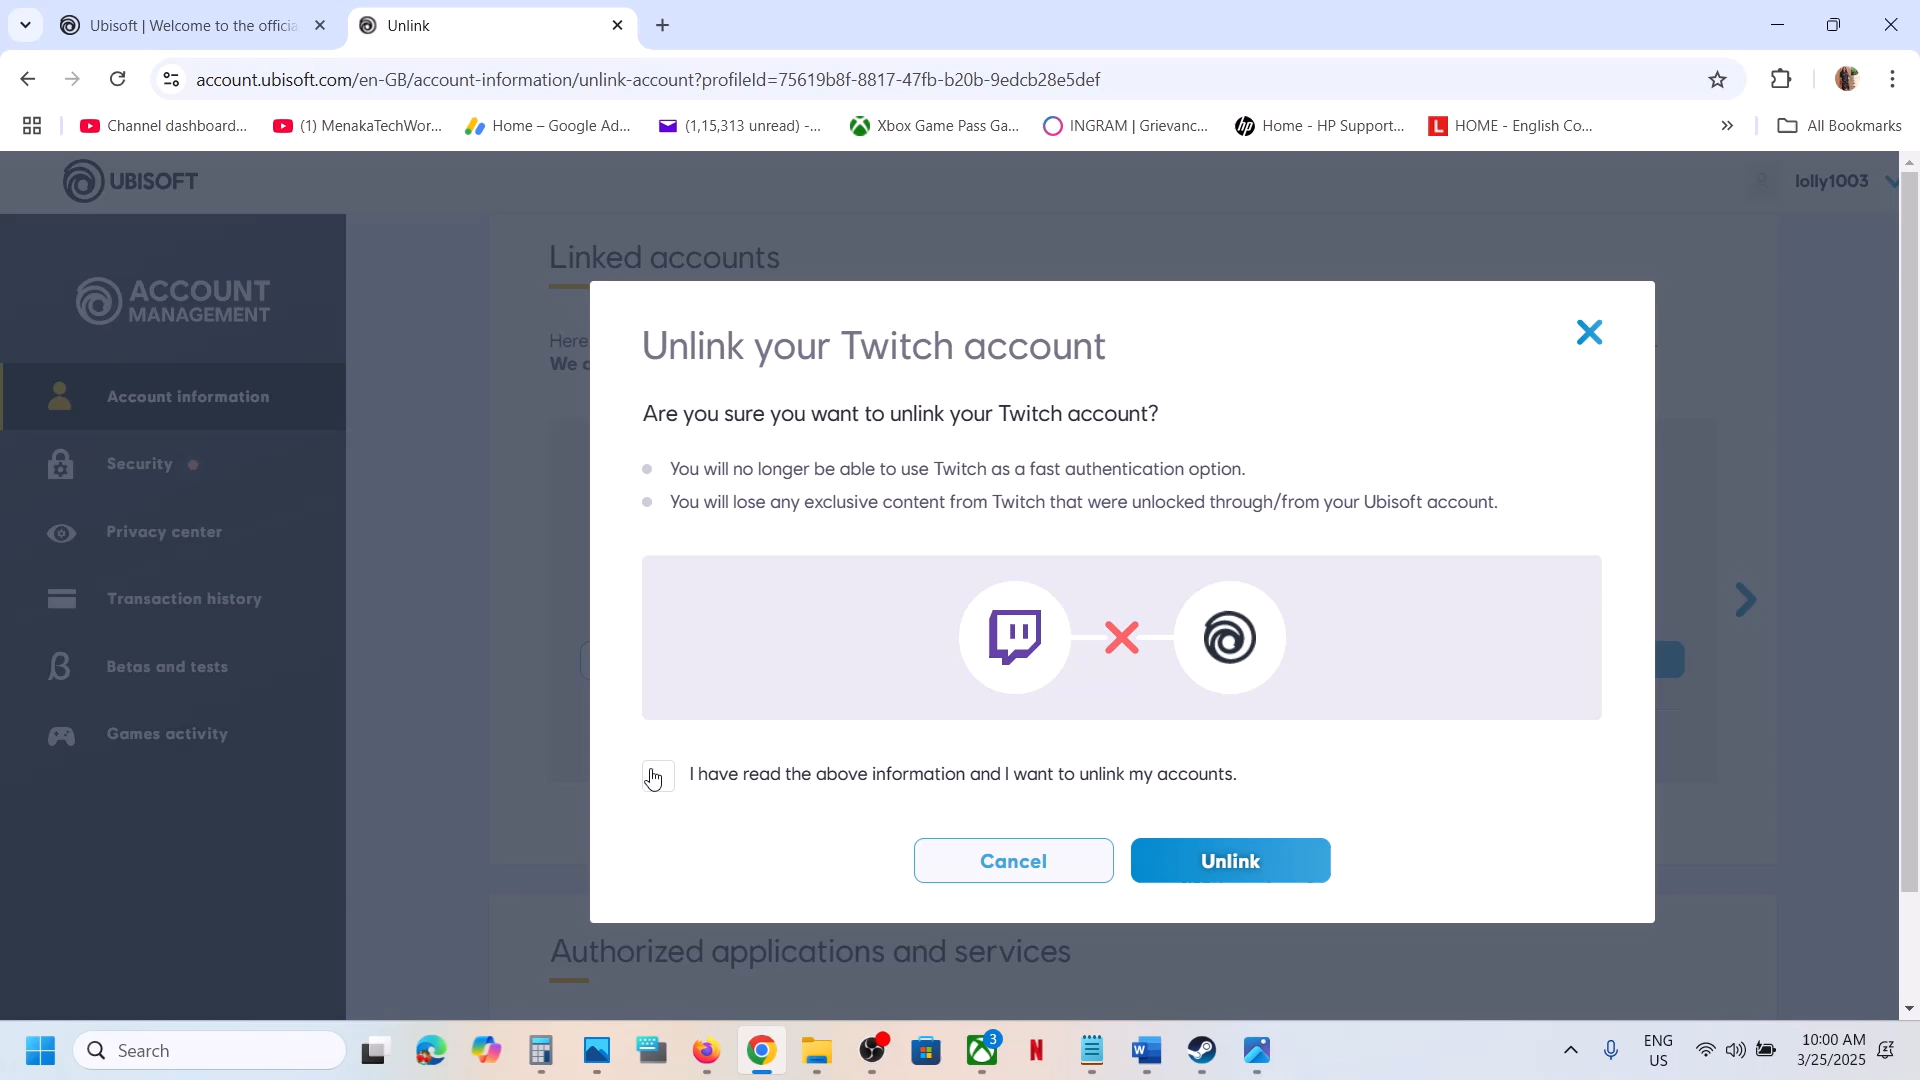 Ubisoft | Welcome to the officia
Unlink
account.ubisoft.com/en-GB/account-information/unlink-account?profileId=75619b8f-8817-47fb-b20b-9edcb28e5def
Channel dashboard...
(1) MenakaTechWor...
Home – Google Ad...
(1,15,313 unread) -...
Xbox Game Pass Ga...
INGRAM | Grievanc...
Home - HP Support...
HOME - English Co...
All Bookmarks
UBISOFT
lolly1003
ACCOUNT
MANAGEMENT
Account information
Security
Privacy center
Transaction history
Betas and tests
Games activity
Linked accounts
Here
Unlink your Twitch account
Are you sure you want to unlink your Twitch account?
You will no longer be able to use Twitch as a fast authentication option.
You will lose any exclusive content from Twitch that were unlocked through/from your Ubisoft account.
I have read the above information and I want to unlink my accounts.
Cancel
Unlink
Authorized applications and services
Search
3
ENG
US
10:00 AM
3/25/2025